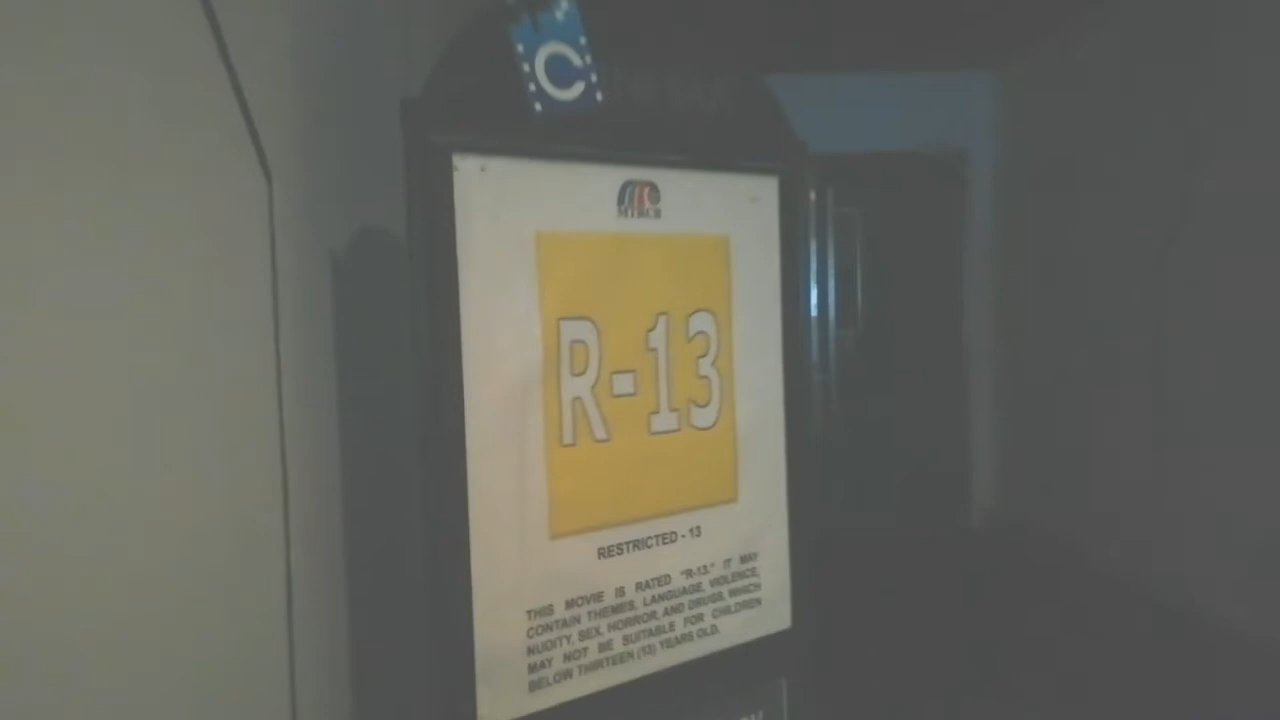 C
MTRCB
R-13
RESTRICTED - 13
THIS MOVIE IS RATED "R-13." IT MAY
CONTAIN THEMES, LANGUAGE, VIOLENCE,
NUDITY, SEX, HORROR, AND DRUGS, WHICH
MAY NOT BE SUITABLE FOR CHILDREN
BELOW THIRTEEN (13) YEARS OLD.